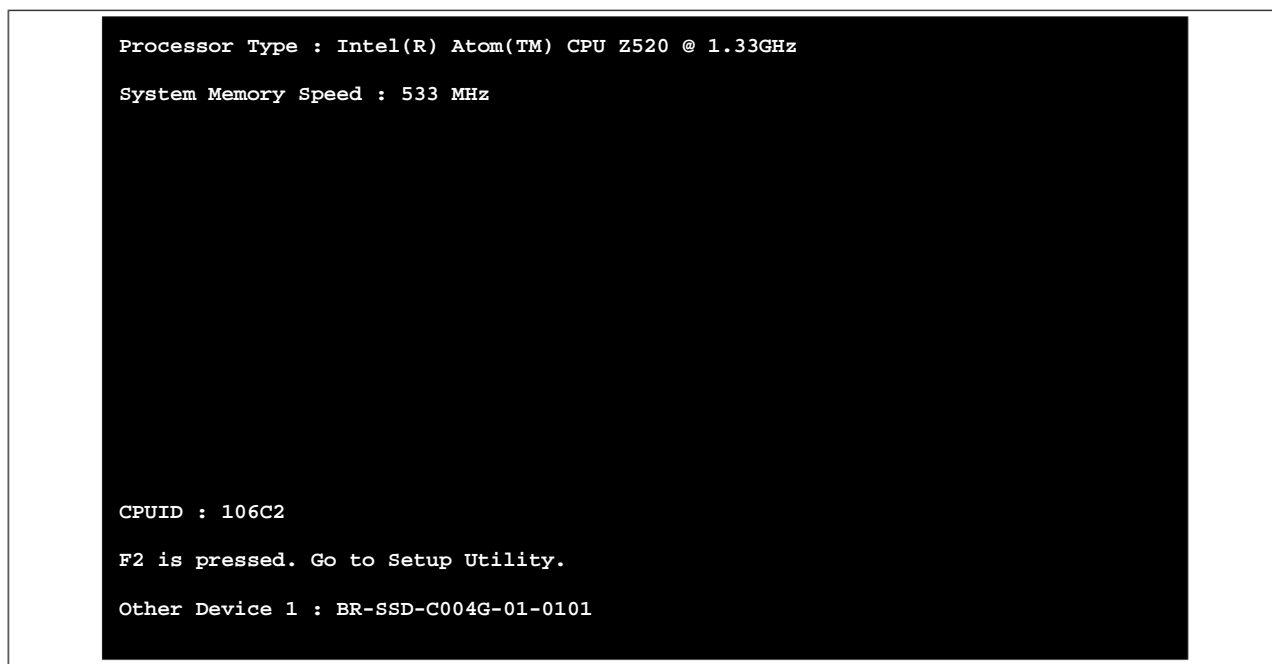 Processor Type : Intel(R) Atom(TM) CPU Z520 @ 1.33GHz
System Memory Speed : 533 MHz
CPUID : 106C2
F2 is pressed. Go to Setup Utility.
Other Device 1 : BR-SSD-C004G-01-0101